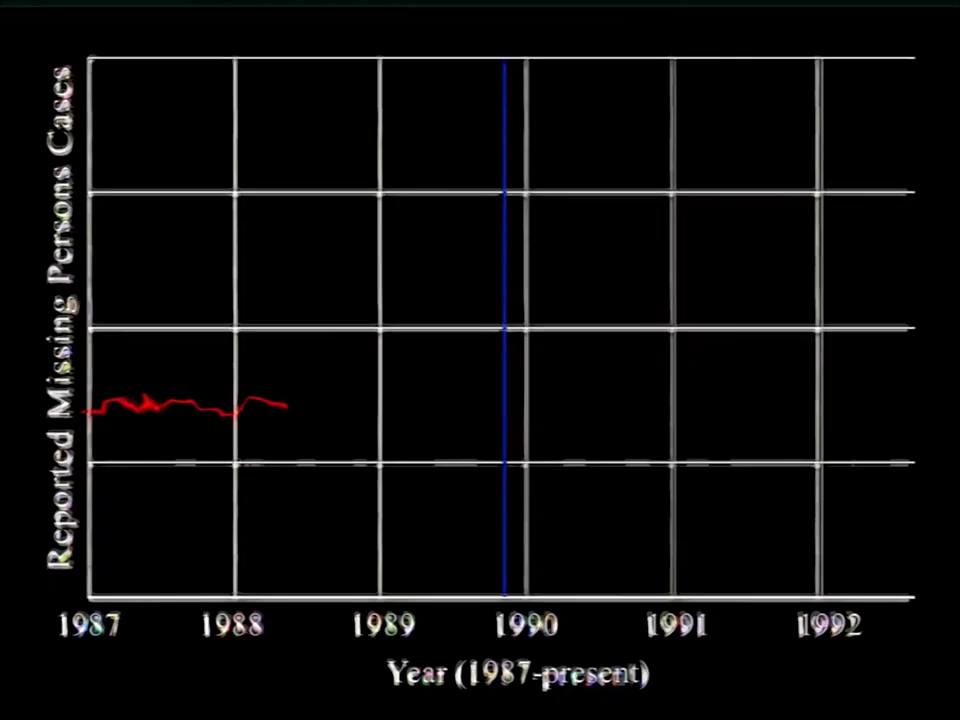 Reported Missing Persons Cases
1987 1988 1989 1990 1991 1992
Year (1987-present)